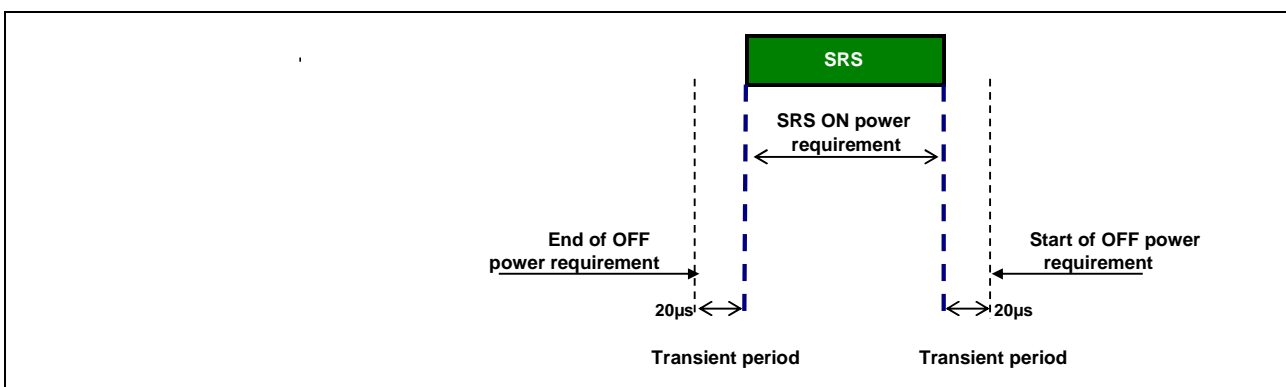 SRS
SRS ON power
requirement
End of OFF
power requirement
Start of OFF power
requirement
20µs
20µs
Transient period
Transient period